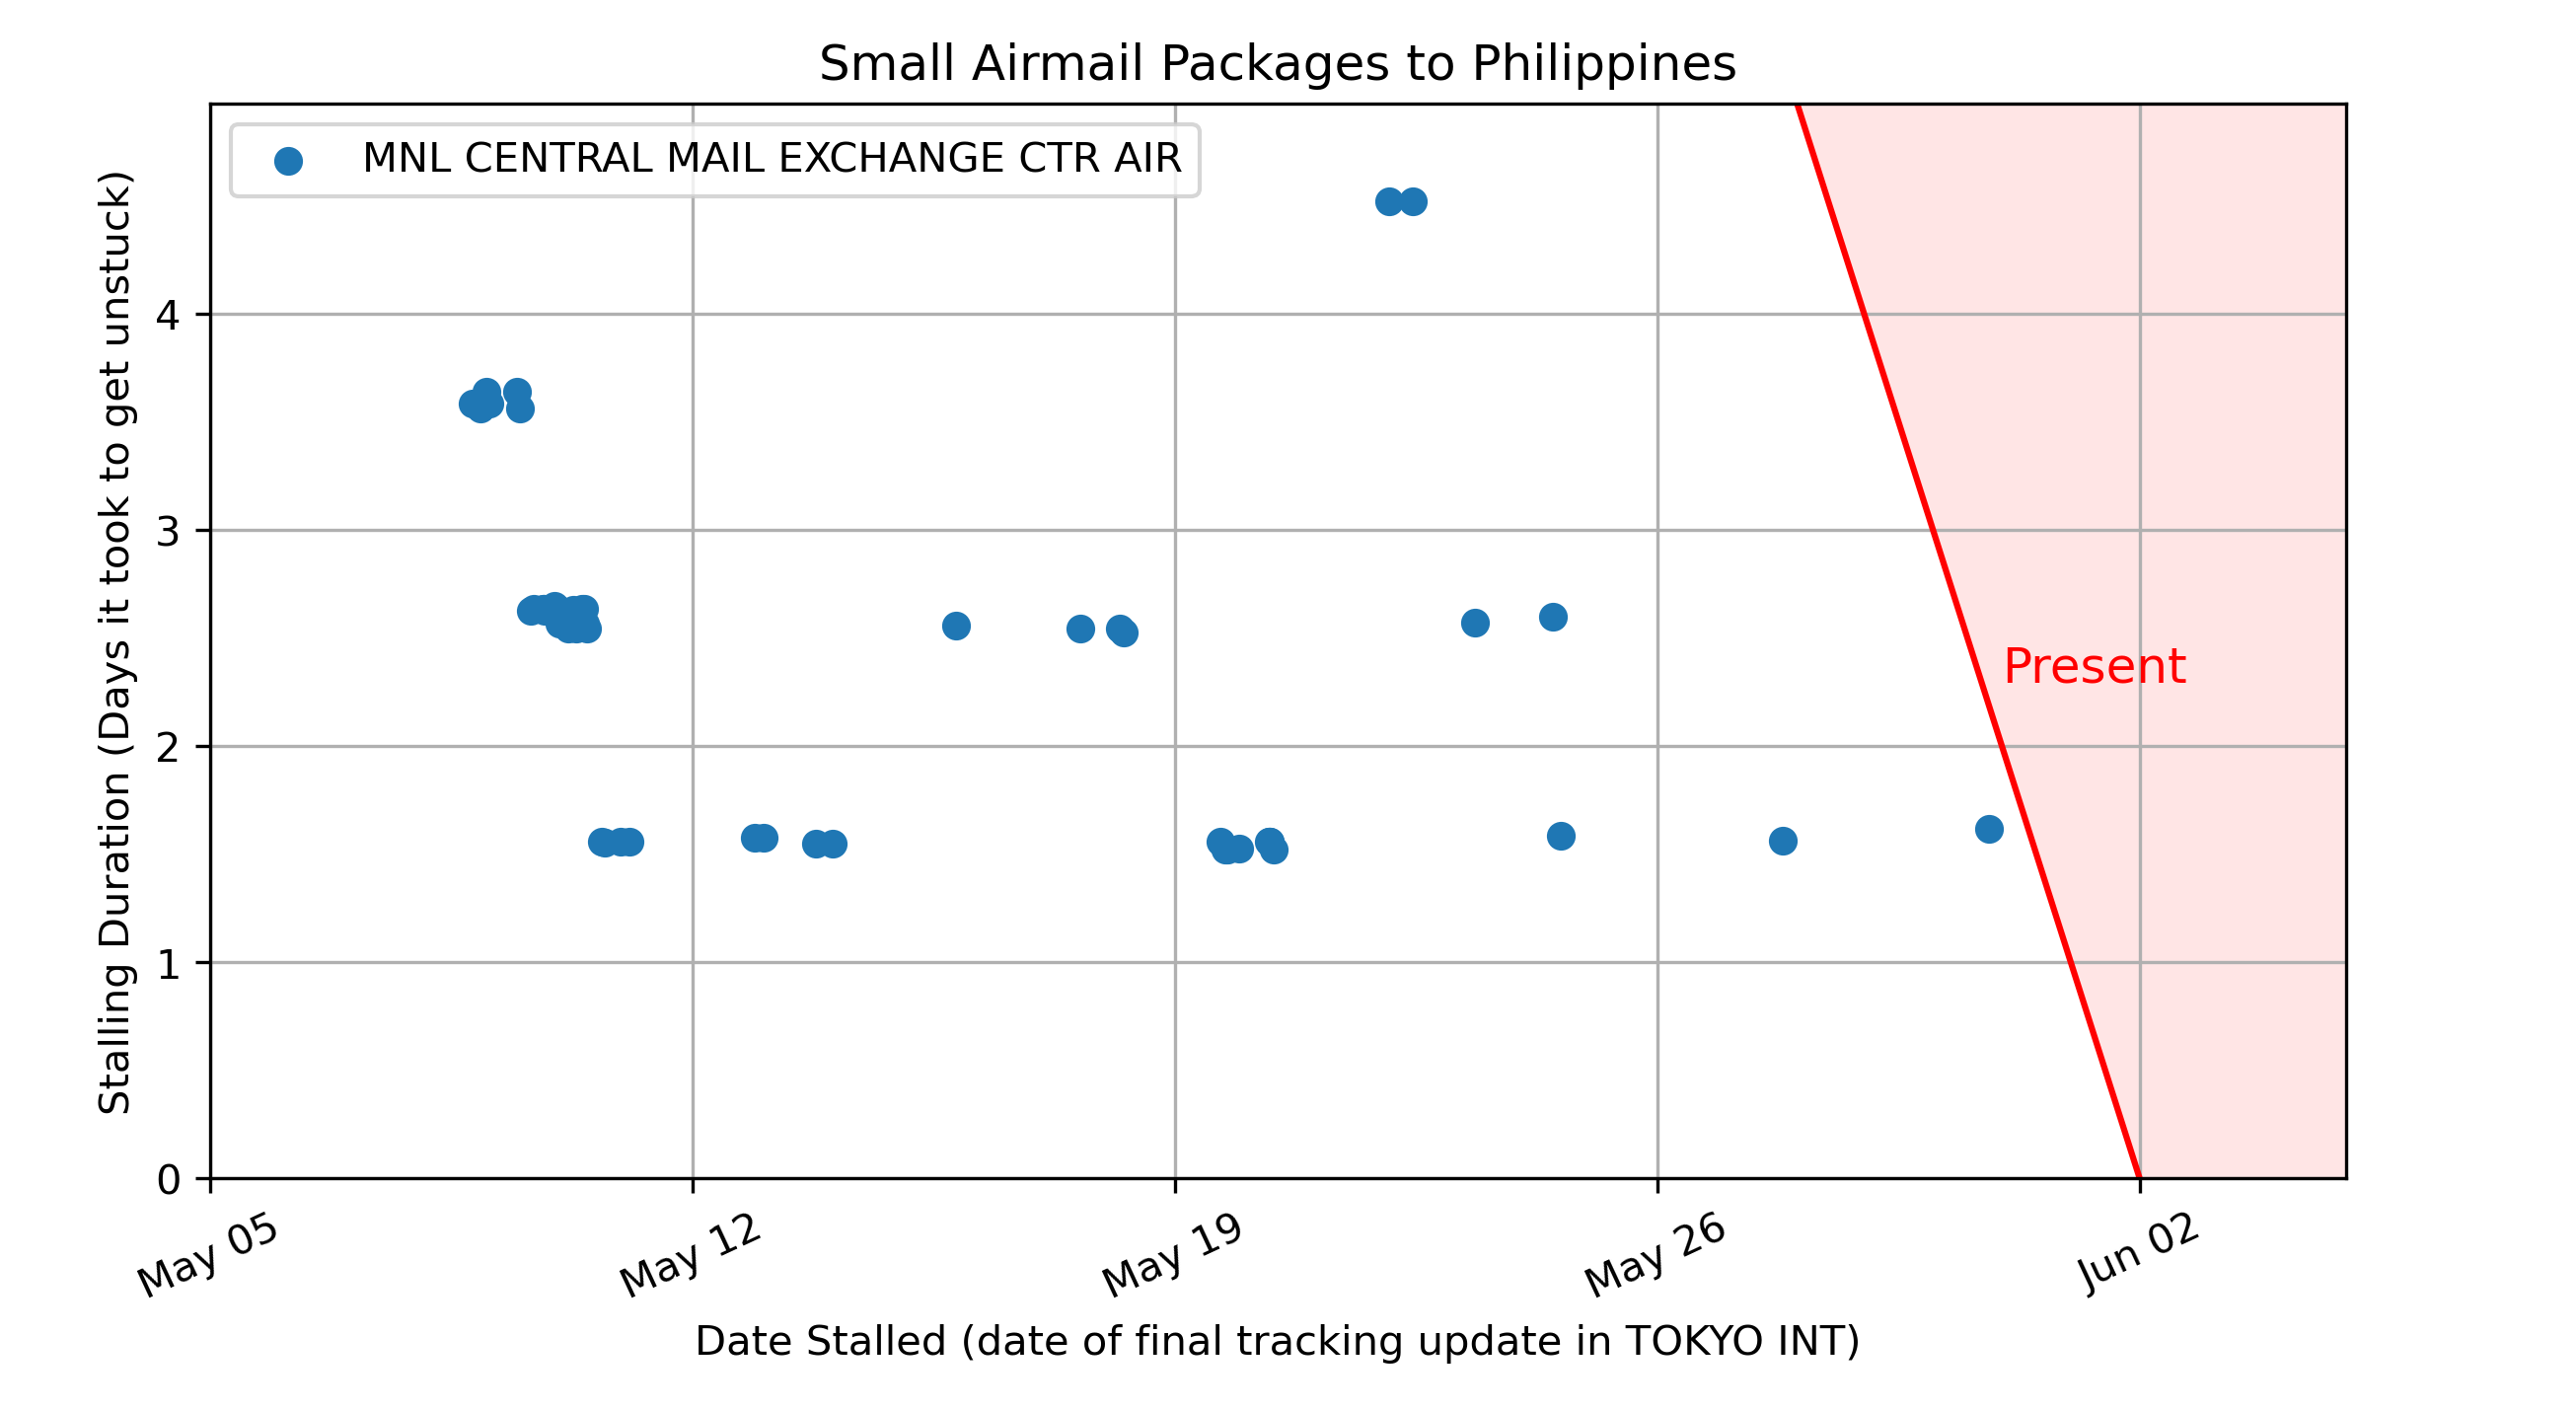 Small Airmail Packages to Philippines
MNL CENTRAL MAIL EXCHANGE CTR AIR
Stalling Duration (Days it took to get unstuck)
4
3
2
1
0
Present
May 05
May 12
May 19
May 26
Jun 02
Date Stalled (date of final tracking update in TOKYO INT)